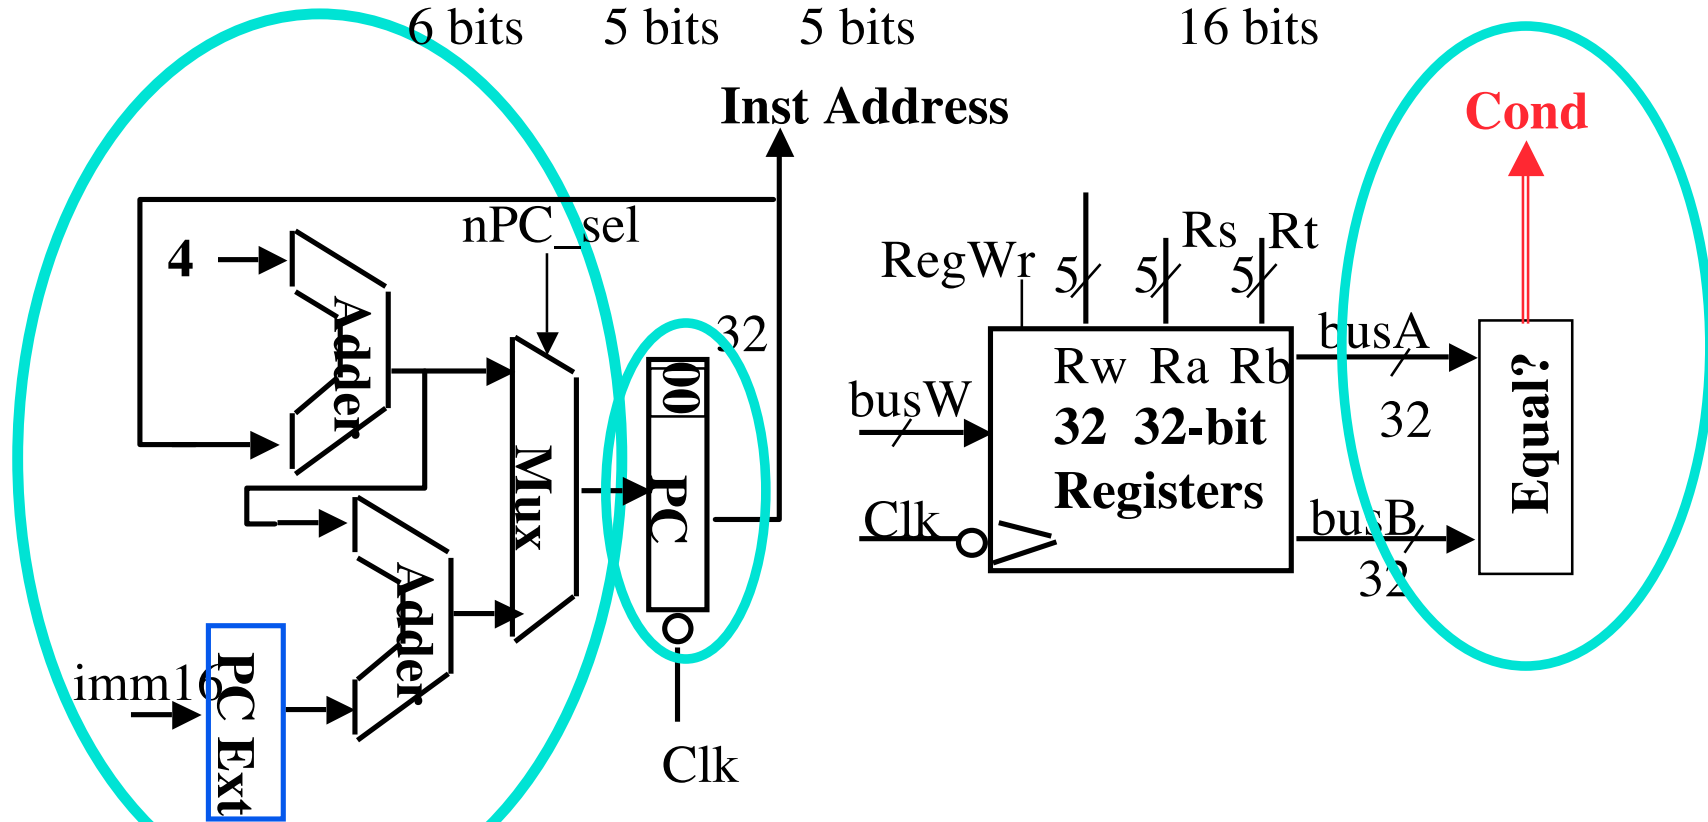 6 bits 5 bits 5 bits 16 bits
Inst Address
Cond
nPC_sel
4
Adder
Mux
00
PC
32
Adder
imm16
PC Ext
Clk
RegWr 5 5 Rs 5 Rt
busW
Clk
Rw Ra Rb
32 32-bit
Registers
busA
32
busB
32
Equal?